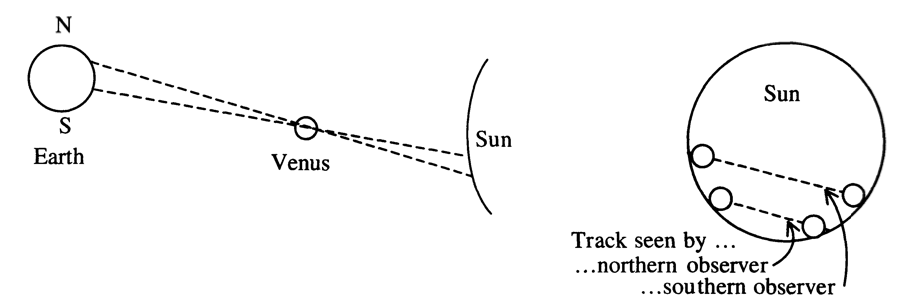 N
S
Earth
Venus
Sun
Sun
Track seen by ...
...northern observer
...southern observer